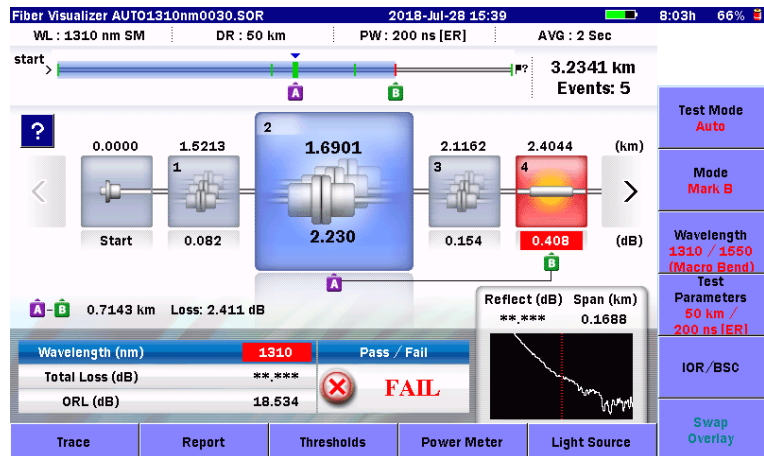 Fiber Visualizer AUTO1310nm0030.SOR 2018-Jul-28 15:39 8:03h 66%
WL : 1310 nm SM DR : 50 km PW : 200 ns [ER] AVG : 2 Sec
start
?
3.2341 km
Events: 5
A B
?
0.0000 1.5213 2 1.6901 2.1162 2.4044 (km)
1 3 4
Start 0.082 2.230 0.154 0.408 (dB)
A B
A-B 0.7143 km Loss: 2.411 dB
Reflect (dB) Span (km)
**.*** 0.1688
Wavelength (nm) 1310 Pass / Fail
Total Loss (dB) **.***
FAIL
ORL (dB) 18.534
Test Mode
Auto
Mode
Mark B
Wavelength
1310 / 1550
(Macro Bend)
Test
Parameters
50 km /
200 ns [ER]
IOR/BSC
Swap
Overlay
Trace Report Thresholds Power Meter Light Source